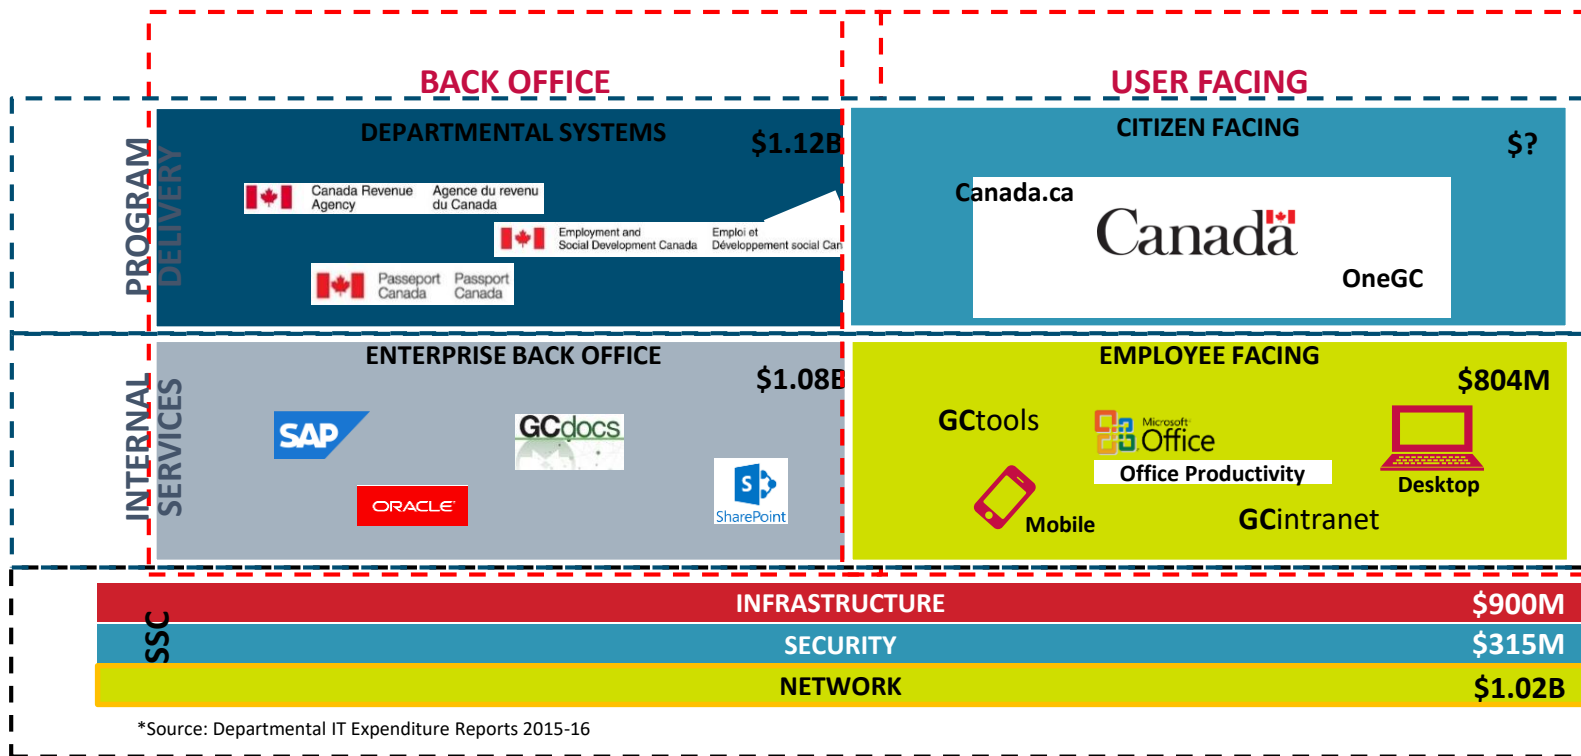 BACK OFFICE
USER FACING
PROGRAM
DELIVERY
DEPARTMENTAL SYSTEMS
$1.12B
Canada Revenue Agence du revenu
Agency du Canada
Employment and Emploi et
Social Development Canada Développement social Can
Passeport Passport
Canada Canada
CITIZEN FACING
$?
Canada.ca
Canada
OneGC
INTERNAL
SERVICES
ENTERPRISE BACK OFFICE
$1.08B
SAP
GCdocs
ORACLE
S
SharePoint
EMPLOYEE FACING
$804M
GCtools
Microsoft
Office
Office Productivity
Desktop
Mobile
GCintranet
SSC
INFRASTRUCTURE
$900M
SECURITY
$315M
NETWORK
$1.02B
*Source: Departmental IT Expenditure Reports 2015-16